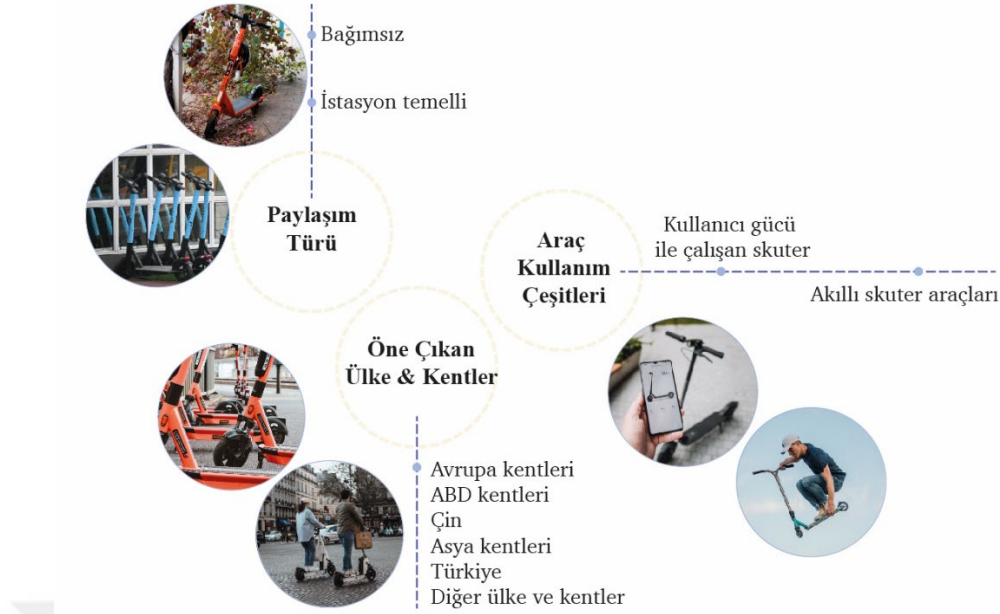 Bağımsız
İstasyon temelli
Paylaşım
Türü
Araç
Kullanım
Çeşitleri
Kullanıcı gücü
ile çalışan skuter
Akıllı skuter araçları
Öne Çıkan
Ülke & Kentler
Avrupa kentleri
ABD kentleri
Çin
Asya kentleri
Türkiye
Diğer ülke ve kentler